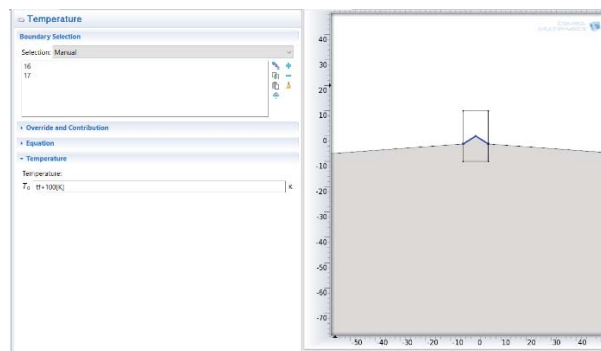 Temperature
Boundary Selection
Selection: Manual
16
17
Override and Contribution
Equation
Temperature
Temperature:
T₀ tf+100[K] K
COMSOL
MULTIPHYSICS
40
30
20
10
0
-10
-20
-30
-40
-50
-60
-70
50 -40 -30 -20 -10 0 10 20 30 40